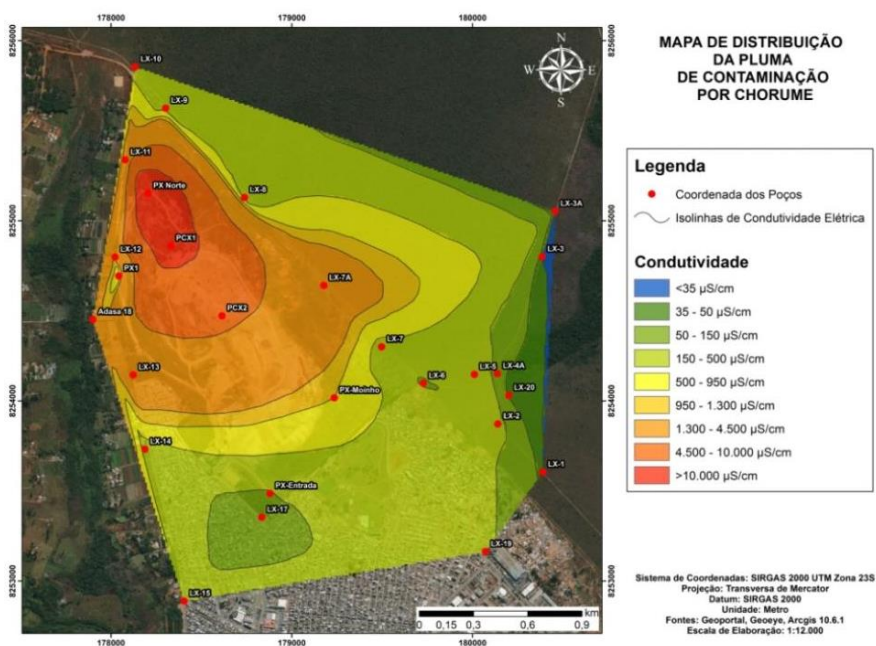 178000 179000 180000
8256000 8256000
MAPA DE DISTRIBUIÇÃO
DA PLUMA
DE CONTAMINAÇÃO
POR CHORUME
N
W E
S
LX-10
LX-9
LX-11
LX-8
PX Norte
LX-3A
8255000 8255000
PCX1
LX-3
LX-12
PX1
LX-7A
PCX2
Adasa 18
LX-7
LX-13
LX-6
LX-5
LX-4A
LX-20
PX-Moinho
8254000 8254000
LX-2
LX-14
LX-1
PX-Entrada
LX-17
LX-19
8253000 8253000
LX-15
km
0 0,15 0,3 0,6 0,9
178000 179000 180000
Legenda
Coordenada dos Poços
Isolinhas de Condutividade Elétrica
Condutividade
<35 µS/cm
35 - 50 µS/cm
50 - 150 µS/cm
150 - 500 µS/cm
500 - 950 µS/cm
950 - 1.300 µS/cm
1.300 - 4.500 µS/cm
4.500 - 10.000 µS/cm
>10.000 µS/cm
Sistema de Coordenadas: SIRGAS 2000 UTM Zona 23S
Projeção: Transversa de Mercator
Datum: SIRGAS 2000
Unidade: Metro
Fontes: Geoportal, Geoeye, Arcgis 10.6.1
Escala de Elaboração: 1:12.000